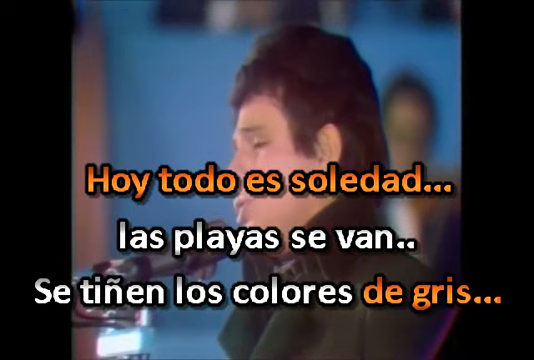 Hoy todo es soledad...
las playas se van..
Se tiñen los colores de gris...